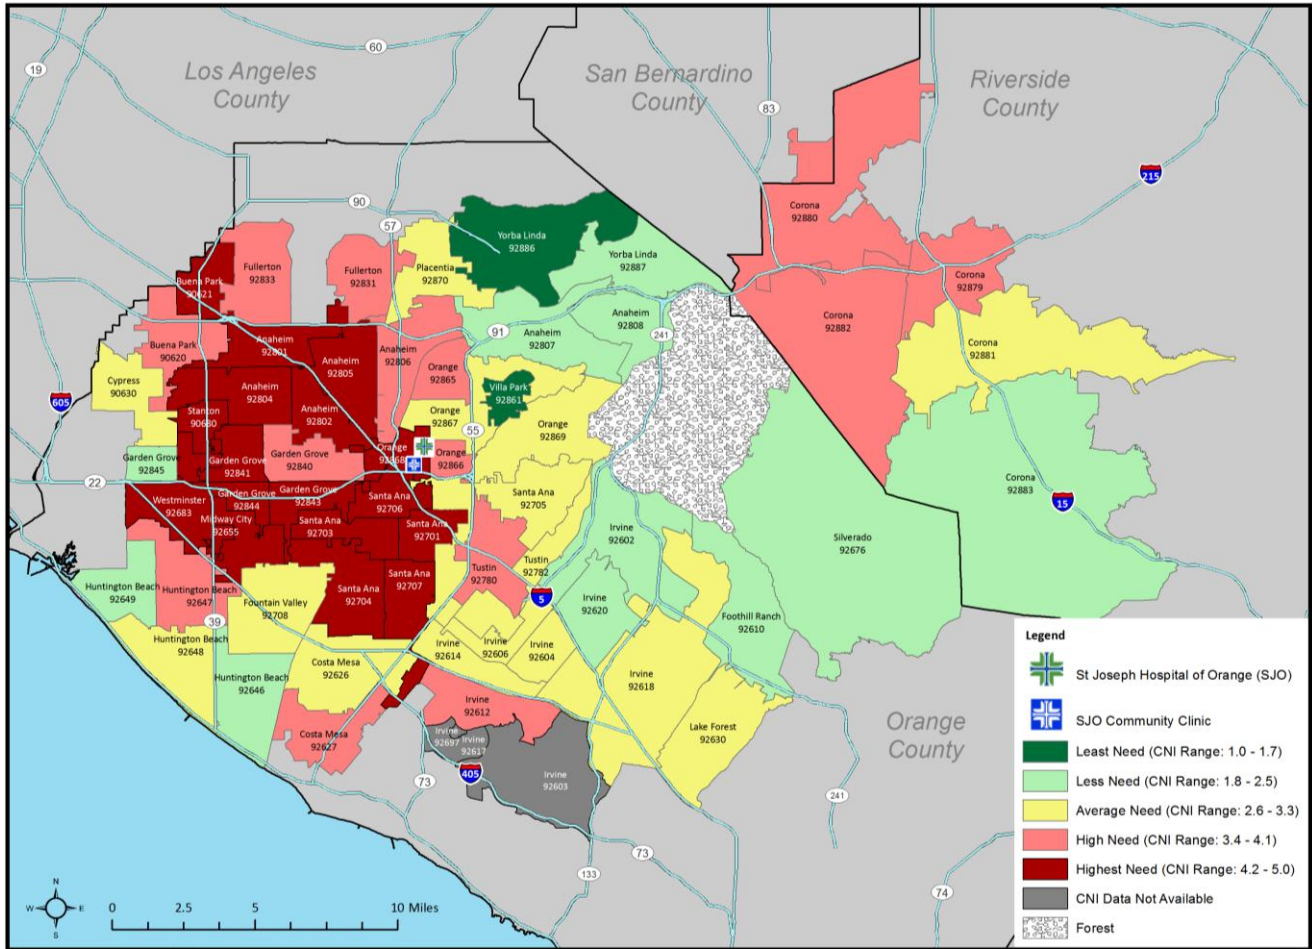 60
19
Los Angeles
County
San Bernardino
County
Riverside
County
83
215
90
57
Yorba Linda
92886
Yorba Linda
92887
Corona
92880
Fullerton
92833
Fullerton
92831
Placentia
92870
Buena Park
90621
Corona
92879
Corona
92882
Anaheim
92808
241
91
Anaheim
92807
Buena Park
90620
Anaheim
92801
Anaheim
92805
Anaheim
92806
Orange
92865
Corona
92881
Cypress
90630
Anaheim
92804
Villa Park
92861
605
Stanton
90680
Anaheim
92802
Orange
92867
55
Orange
92869
Orange
92868
Orange
92866
Garden Grove
92845
Garden Grove
92841
Garden Grove
92840
22
Corona
92883
15
Westminster
92683
Garden Grove
92844
Garden Grove
92843
Santa Ana
92706
Santa Ana
92705
Midway City
92655
Santa Ana
92703
Santa Ana
92701
Irvine
92602
Silverado
92676
Tustin
92782
Tustin
92780
Huntington Beach
92649
Huntington Beach
92647
Santa Ana
92704
Santa Ana
92707
5
Irvine
92620
Fountain Valley
92708
Foothill Ranch
92610
39
Huntington Beach
92648
Irvine
92614
Irvine
92606
Irvine
92604
Costa Mesa
92626
Huntington Beach
92646
Irvine
92618
Irvine
92612
Lake Forest
92630
Orange
County
Costa Mesa
92627
Irvine
92697
Irvine
92617
Irvine
92603
405
73
241
73
133
74
Legend
St Joseph Hospital of Orange (SJO)
SJO Community Clinic
Least Need (CNI Range: 1.0 - 1.7)
Less Need (CNI Range: 1.8 - 2.5)
Average Need (CNI Range: 2.6 - 3.3)
High Need (CNI Range: 3.4 - 4.1)
Highest Need (CNI Range: 4.2 - 5.0)
CNI Data Not Available
Forest
N
W E
S
0 2.5 5 10 Miles